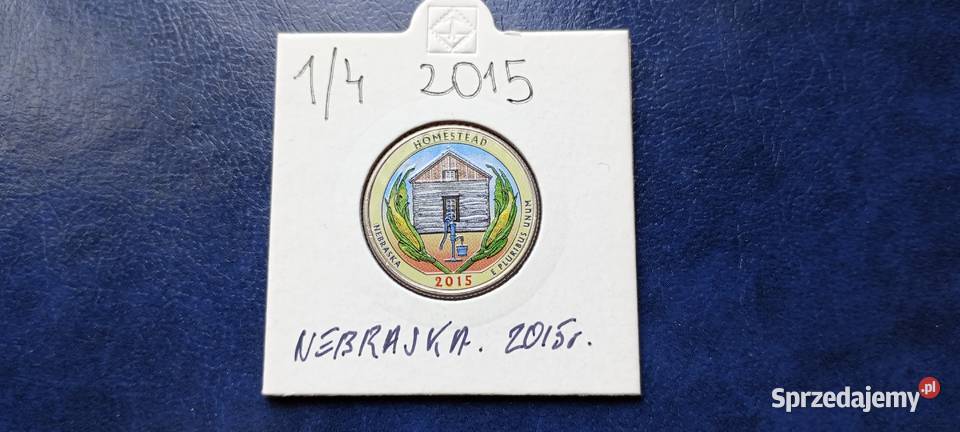 1/4 2015
HOMESTEAD
NEBRASKA
E PLURIBUS UNUM
2015
NEBRASKA. 2015r.
Sprzedajemy.pl